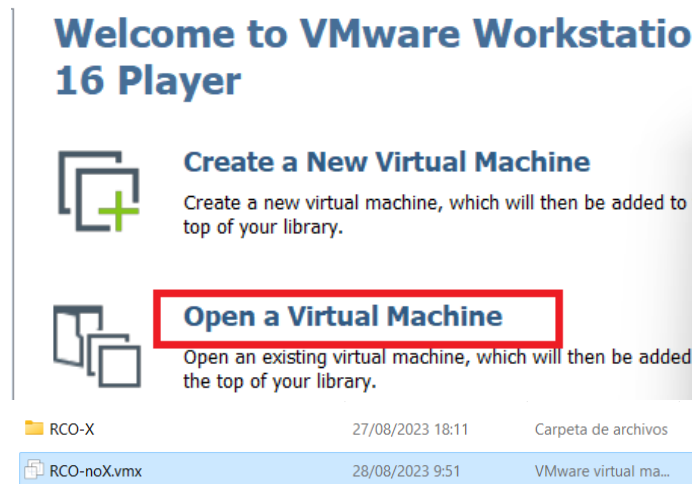 Welcome to VMware Workstatio
16 Player
Create a New Virtual Machine
Create a new virtual machine, which will then be added to
top of your library.
Open a Virtual Machine
Open an existing virtual machine, which will then be added
the top of your library.
RCO-X 27/08/2023 18:11 Carpeta de archivos
RCO-noX.vmx 28/08/2023 9:51 VMware virtual ma...